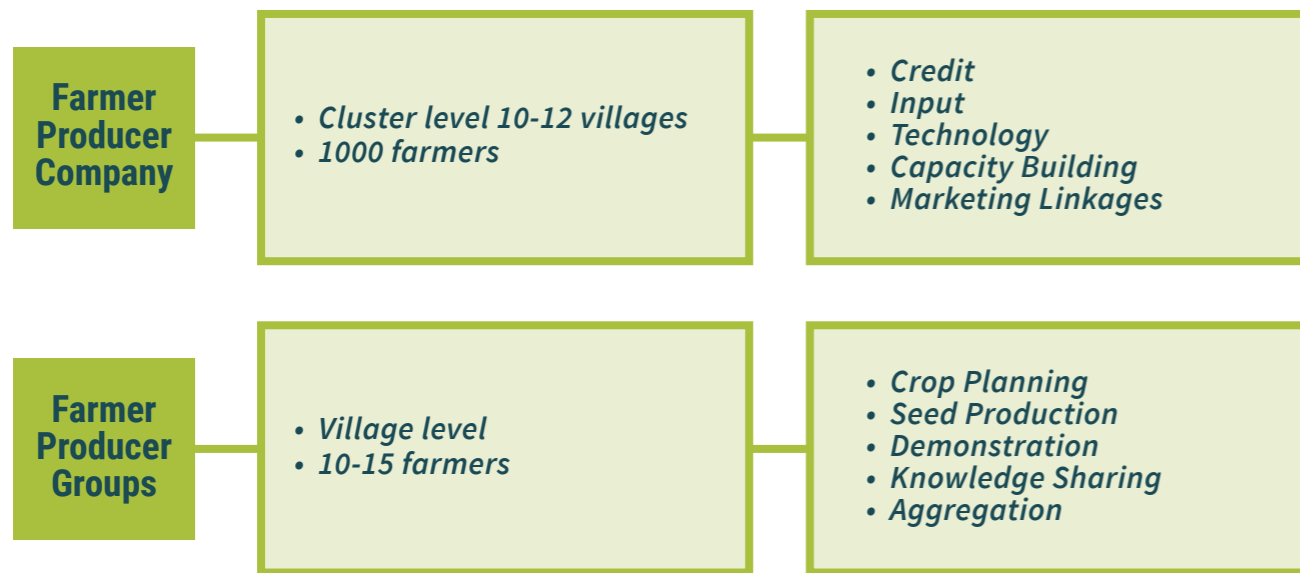 Farmer
Producer
Company
• Cluster level 10-12 villages
• 1000 farmers
• Credit
• Input
• Technology
• Capacity Building
• Marketing Linkages
Farmer
Producer
Groups
• Village level
• 10-15 farmers
• Crop Planning
• Seed Production
• Demonstration
• Knowledge Sharing
• Aggregation